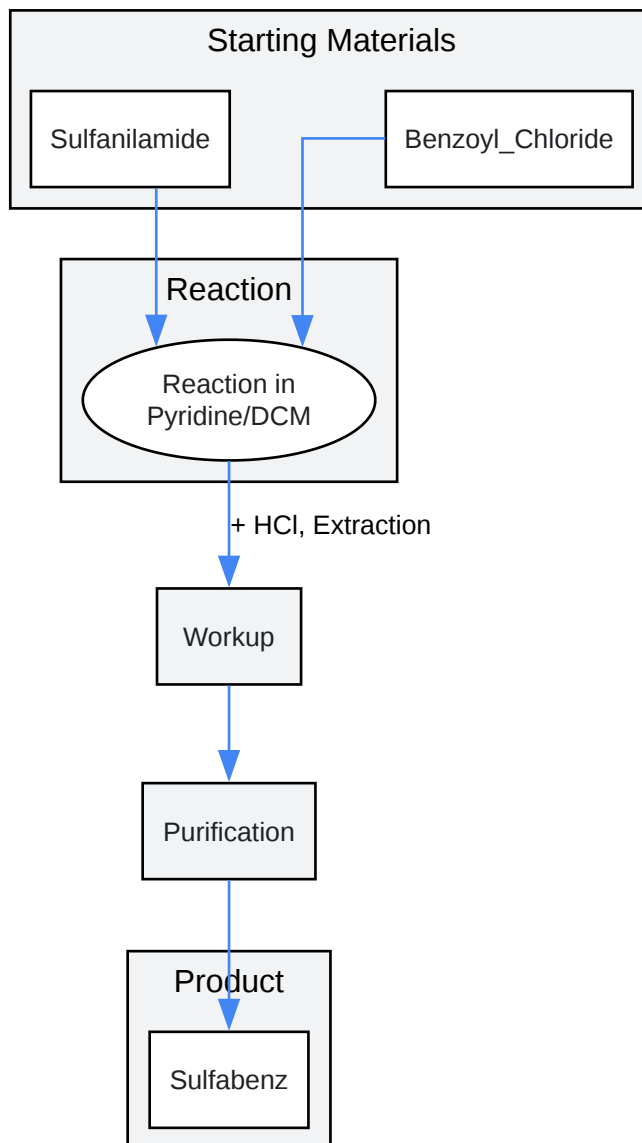 Starting Materials
Sulfanilamide
Benzoyl_Chloride
Reaction
Reaction in
Pyridine/DCM
+ HCl, Extraction
Workup
Purification
Product
Sulfabenz